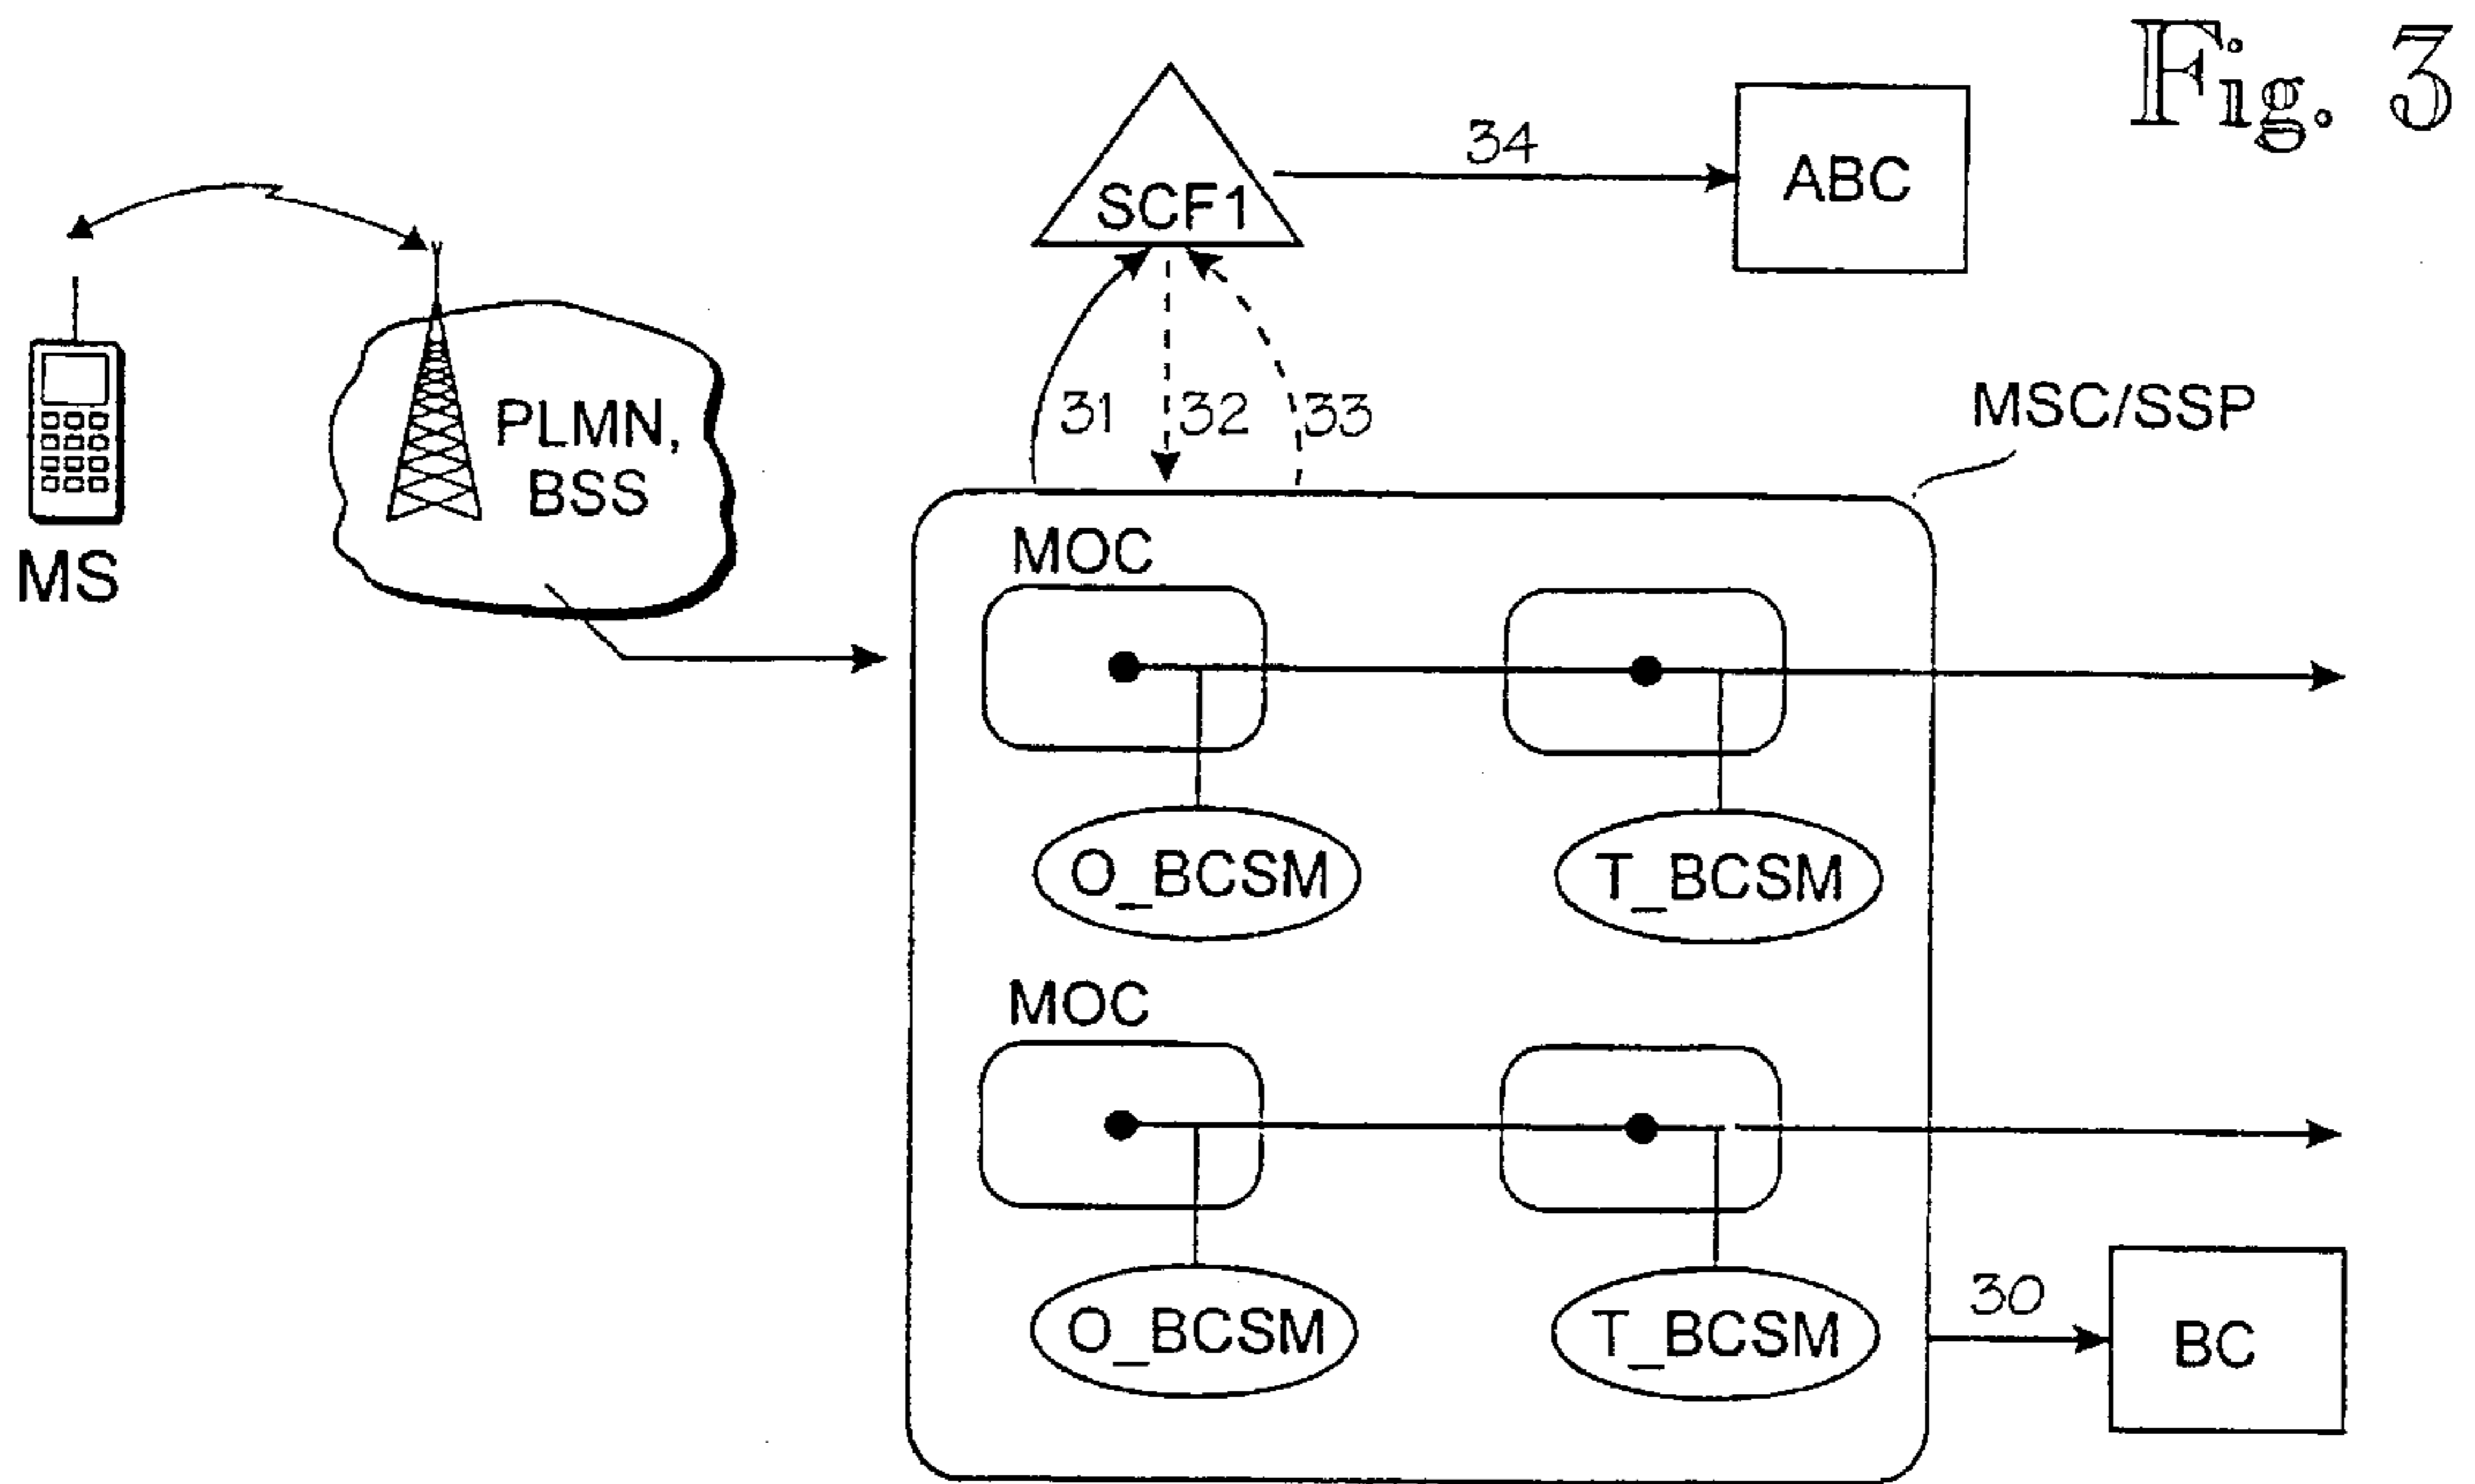 Fig. 3
SCF1
34
ABC
PLMN,
BSS
MS
31
32
33
MSC/SSP
MOC
O_BCSM
T_BCSM
MOC
O_BCSM
T_BCSM
30
BC